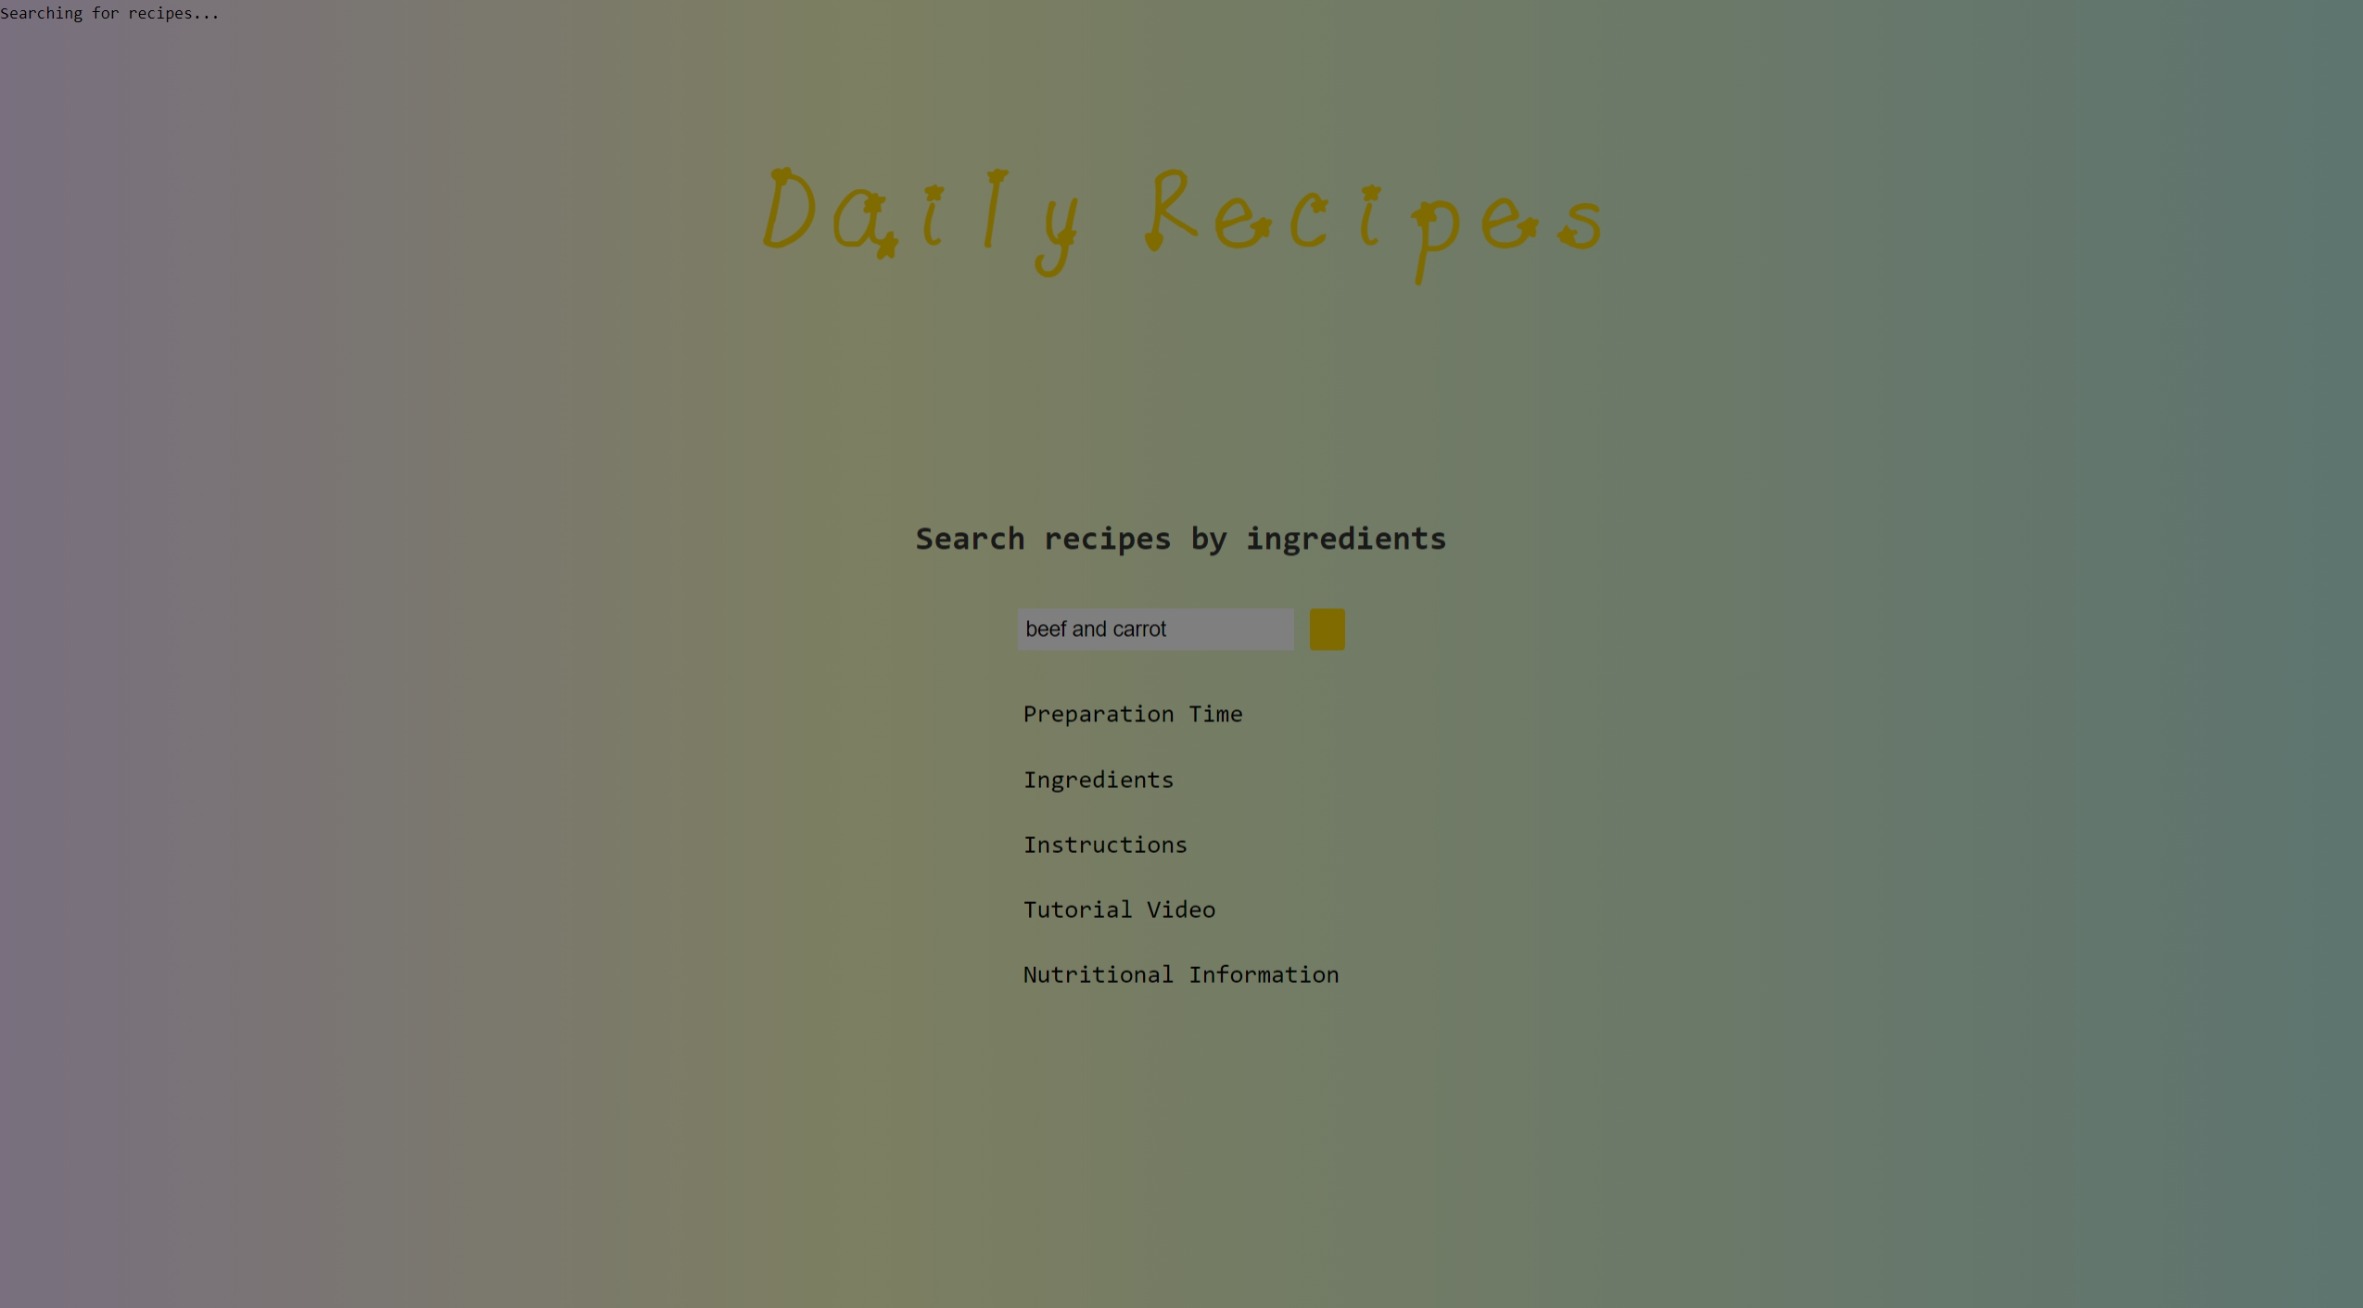 Searching for recipes...
Daily Recipes
Search recipes by ingredients
beef and carrot
Preparation Time
Ingredients
Instructions
Tutorial Video
Nutritional Information